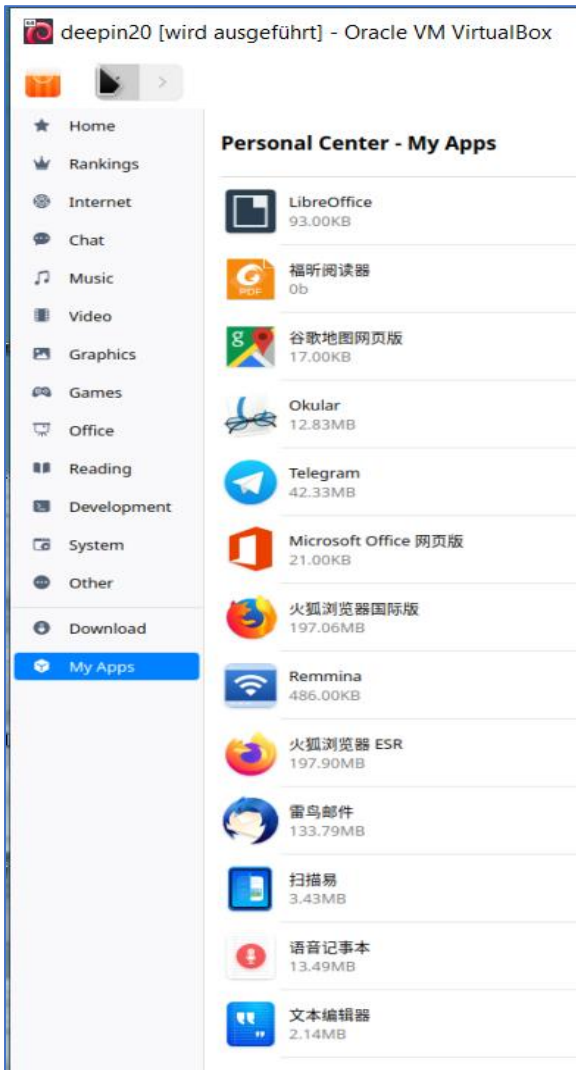 deepin20 [wird ausgeführt] - Oracle VM VirtualBox
Home
Rankings
Internet
Chat
Music
Video
Graphics
Games
Office
Reading
Development
System
Other
Download
My Apps
Personal Center - My Apps
LibreOffice
93.00KB
福昕阅读器
0b
谷歌地图网页版
17.00KB
Okular
12.83MB
Telegram
42.33MB
Microsoft Office 网页版
21.00KB
火狐浏览器国际版
197.06MB
Remmina
486.00KB
火狐浏览器 ESR
197.90MB
雷鸟邮件
133.79MB
扫描易
3.43MB
语音记事本
13.49MB
文本编辑器
2.14MB
PDF
g